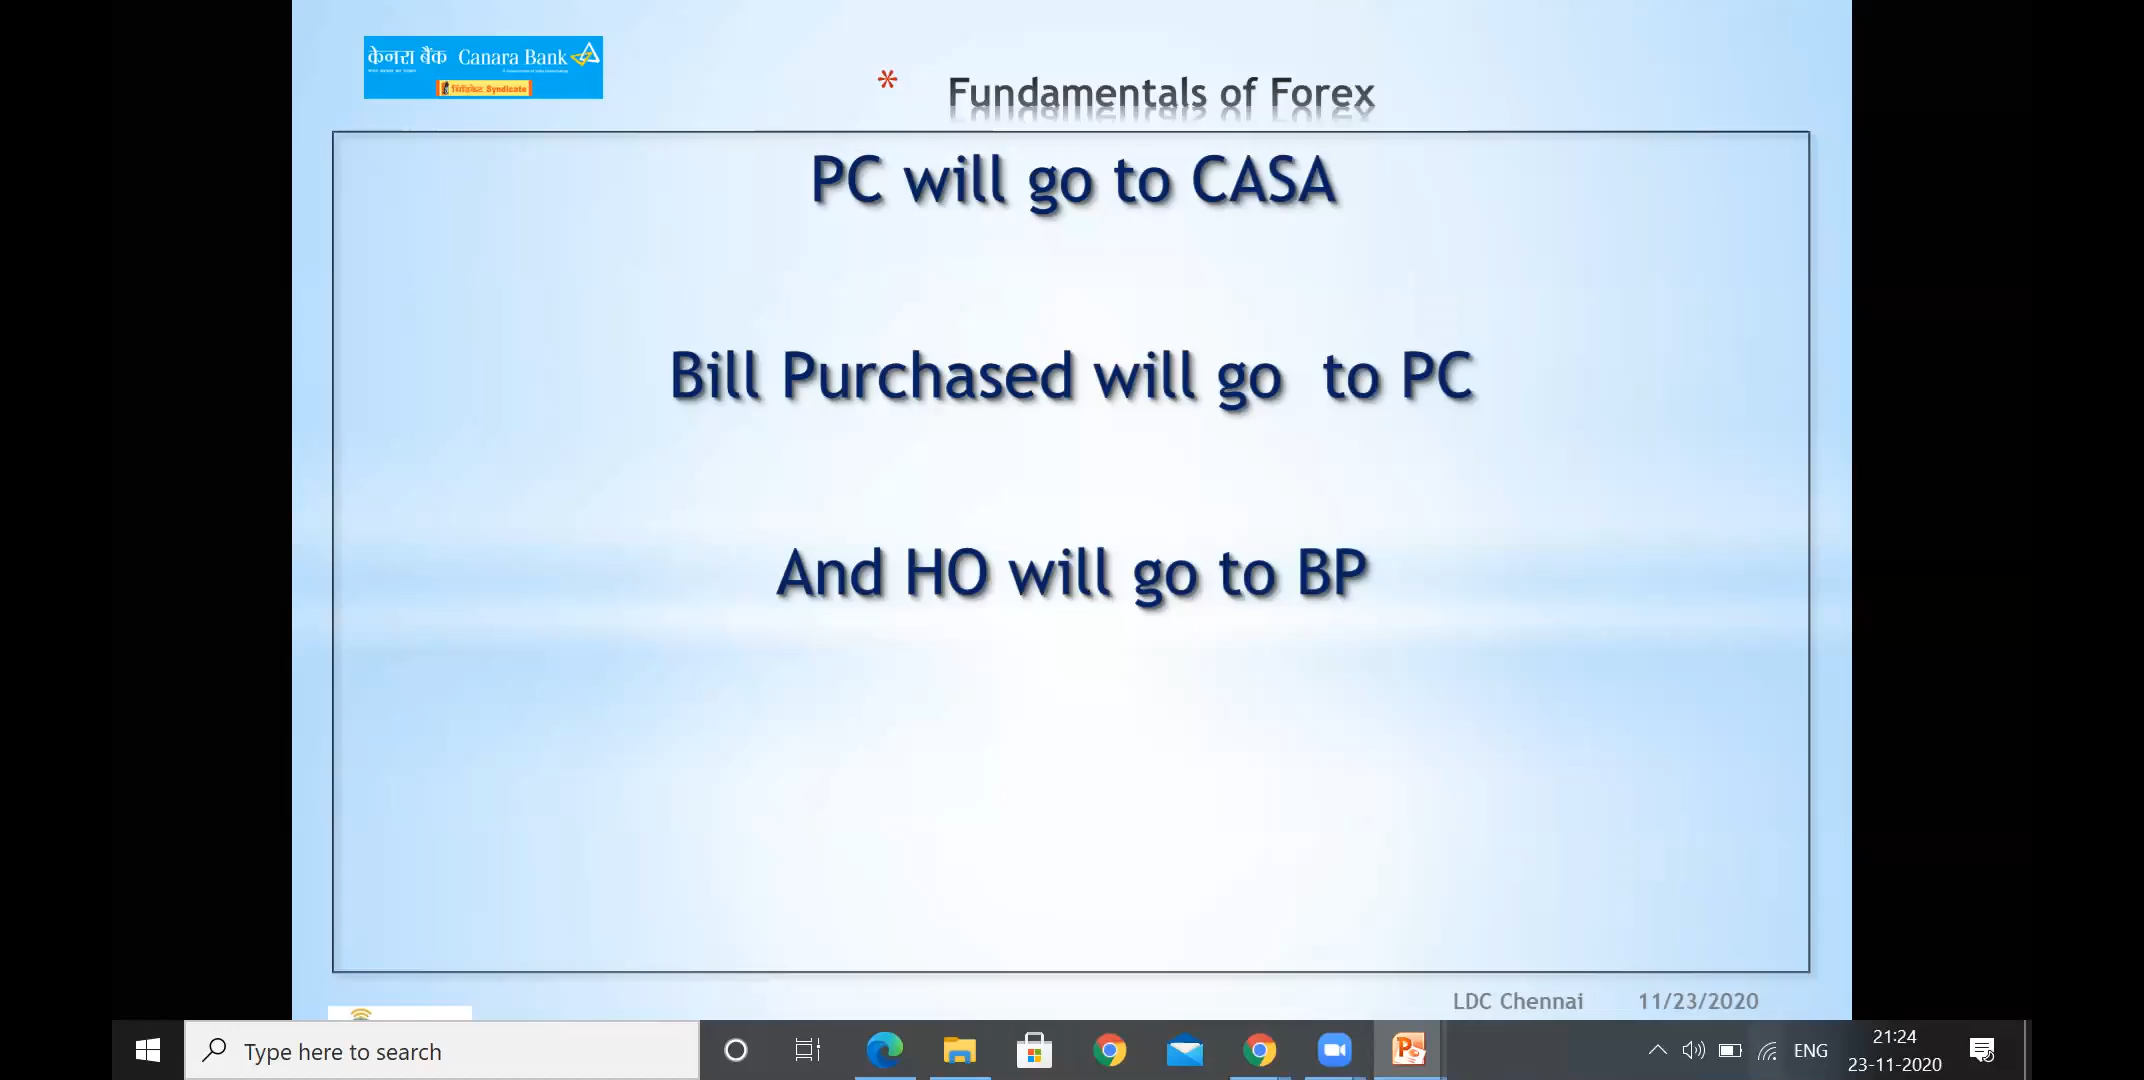 केनरा बैंक Canara Bank
सिंडिकेट Syndicate
* Fundamentals of Forex
PC will go to CASA
Bill Purchased will go to PC
And HO will go to BP
LDC Chennai 11/23/2020
Type here to search
ENG
21:24
23-11-2020